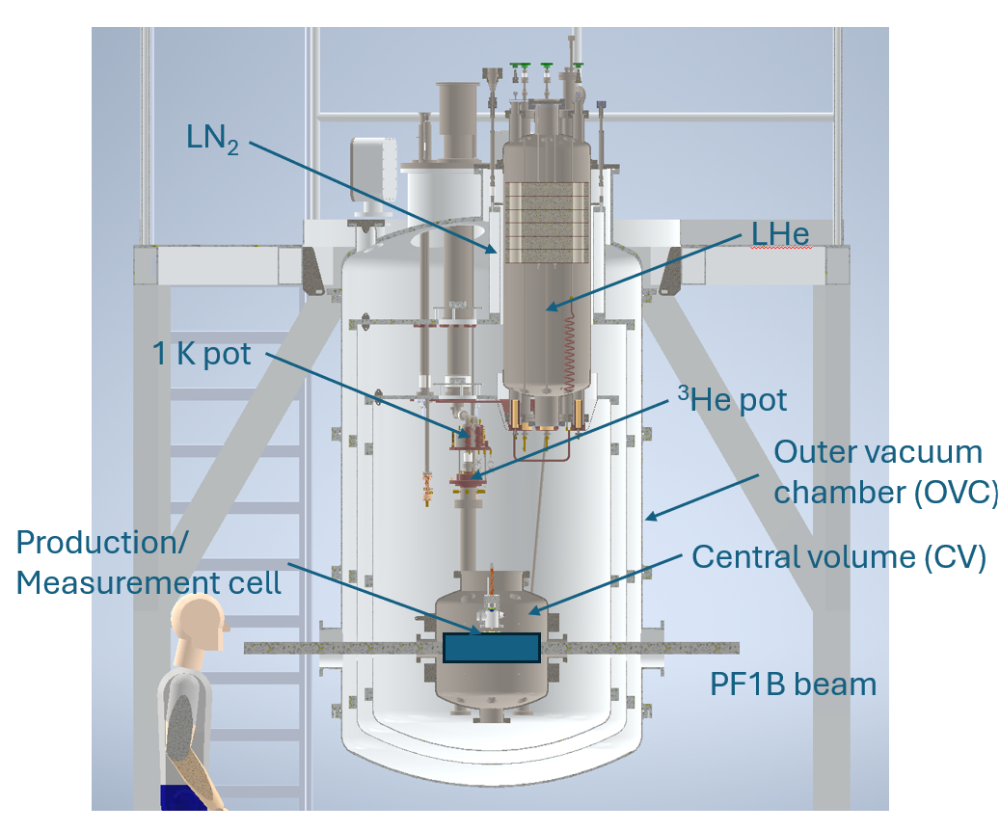 LN₂
LHe
1 K pot
³He pot
Outer vacuum
chamber (OVC)
Production/
Measurement cell
Central volume (CV)
PF1B beam